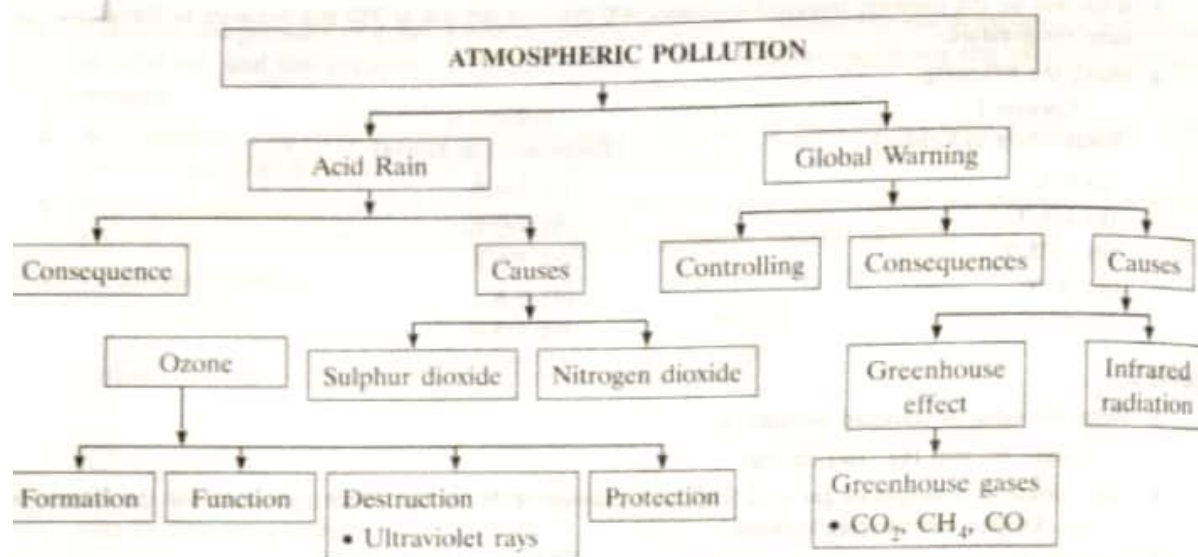 ATMOSPHERIC POLLUTION
Acid Rain
Global Warning
Consequence
Causes
Controlling
Consequences
Causes
Ozone
Sulphur dioxide
Nitrogen dioxide
Greenhouse
effect
Infrared
radiation
Formation
Function
Destruction
• Ultraviolet rays
Protection
Greenhouse gases
• CO₂, CH₄, CO